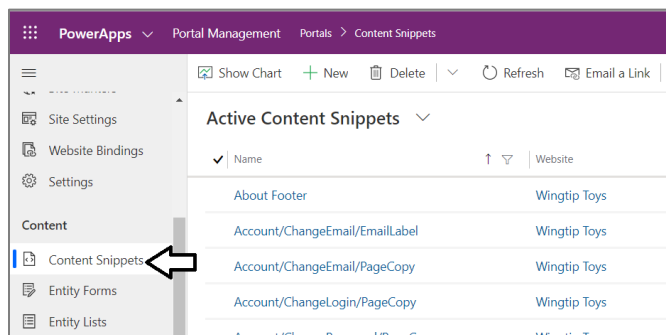 PowerApps Portal Management Portals > Content Snippets
Show Chart + New Delete Refresh Email a Link
Site Settings
Website Bindings
Settings
Content
Content Snippets
Entity Forms
Entity Lists
Active Content Snippets
Name Website
About Footer Wingtip Toys
Account/ChangeEmail/EmailLabel Wingtip Toys
Account/ChangeEmail/PageCopy Wingtip Toys
Account/ChangeLogin/PageCopy Wingtip Toys